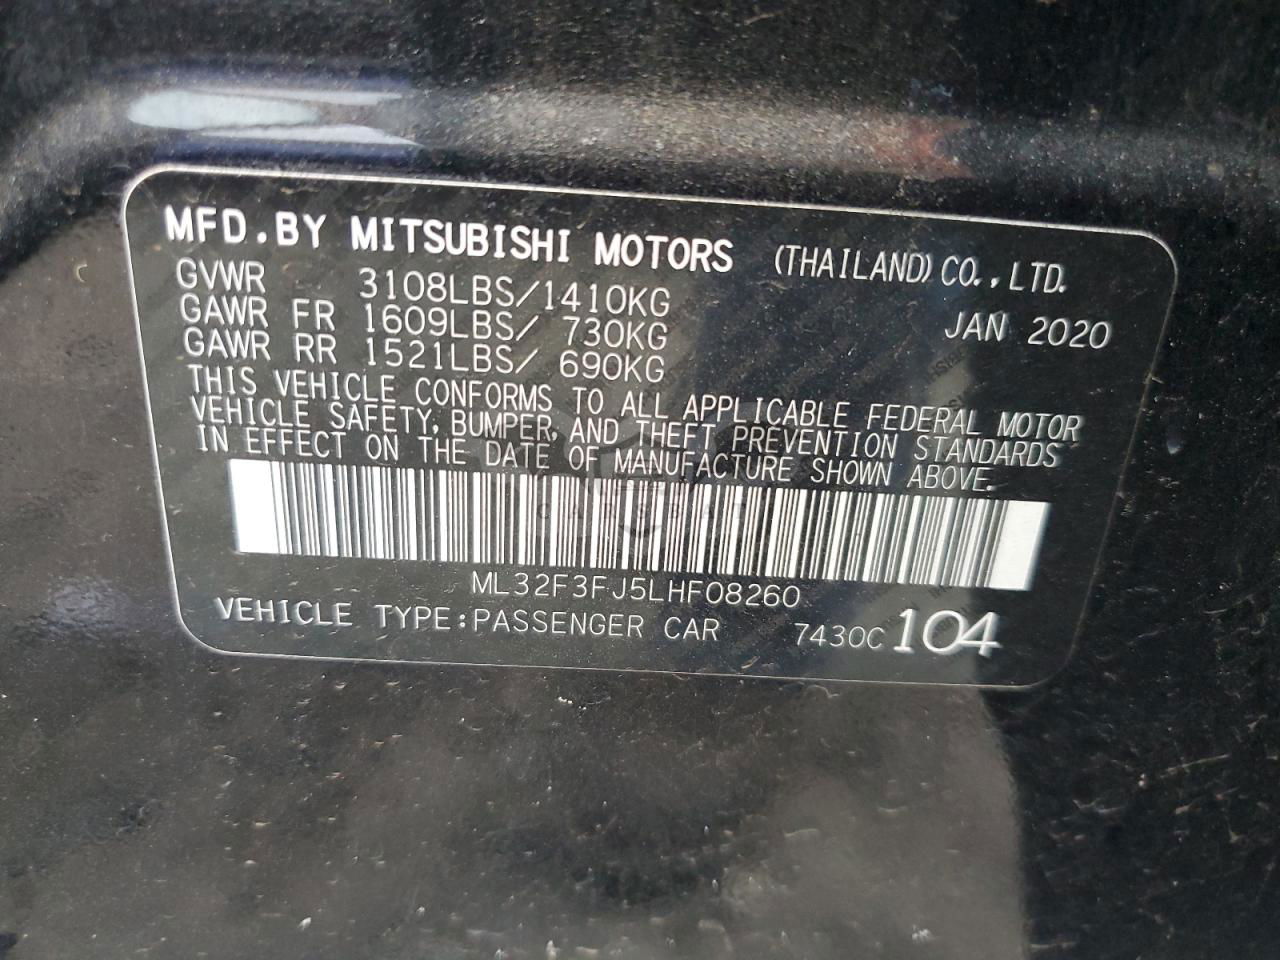 MFD.BY MITSUBISHI MOTORS (THAILAND) CO.,LTD.
GVWR 3108LBS/1410KG
GAWR FR 1609LBS/ 730KG JAN 2020
GAWR RR 1521LBS/ 690KG
THIS VEHICLE CONFORMS TO ALL APPLICABLE FEDERAL MOTOR
VEHICLE SAFETY, BUMPER, AND THEFT PREVENTION STANDARDS
IN EFFECT ON THE DATE OF MANUFACTURE SHOWN ABOVE.
ML32F3FJ5LHF08260
VEHICLE TYPE:PASSENGER CAR 7430C 104